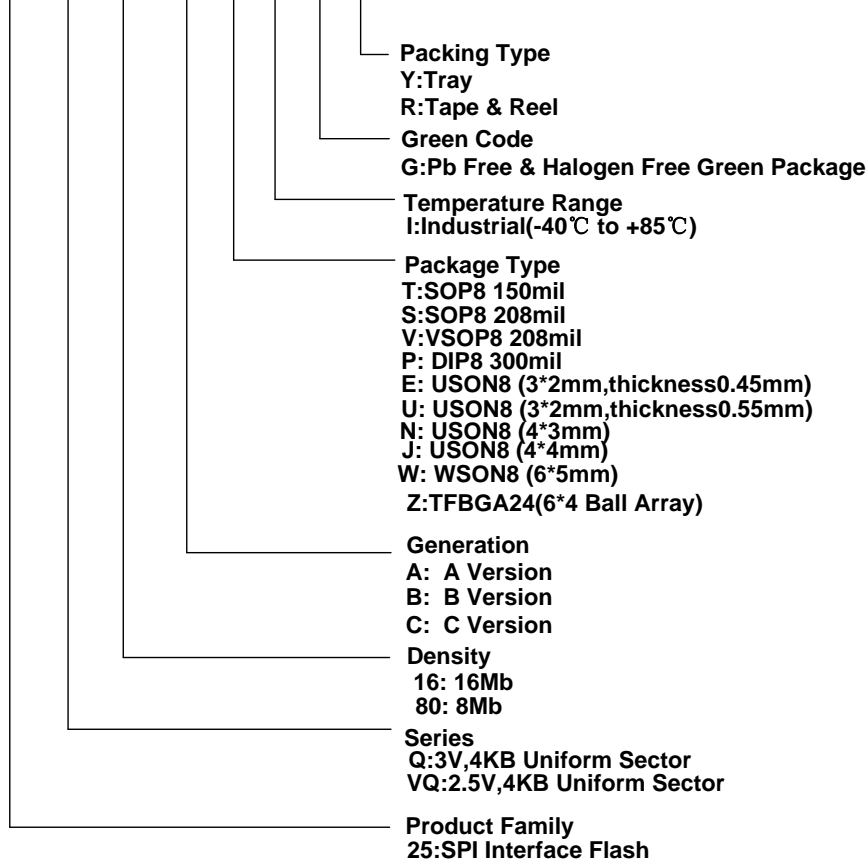 Packing Type
Y:Tray
R:Tape & Reel
Green Code
G:Pb Free & Halogen Free Green Package
Temperature Range
I:Industrial(-40℃ to +85℃)
Package Type
T:SOP8 150mil
S:SOP8 208mil
V:VSOP8 208mil
P: DIP8 300mil
E: USON8 (3*2mm,thickness0.45mm)
U: USON8 (3*2mm,thickness0.55mm)
N: USON8 (4*3mm)
J: USON8 (4*4mm)
W: WSON8 (6*5mm)
Z:TFBGA24(6*4 Ball Array)
Generation
A: A Version
B: B Version
C: C Version
Density
16: 16Mb
80: 8Mb
Series
Q:3V,4KB Uniform Sector
VQ:2.5V,4KB Uniform Sector
Product Family
25:SPI Interface Flash